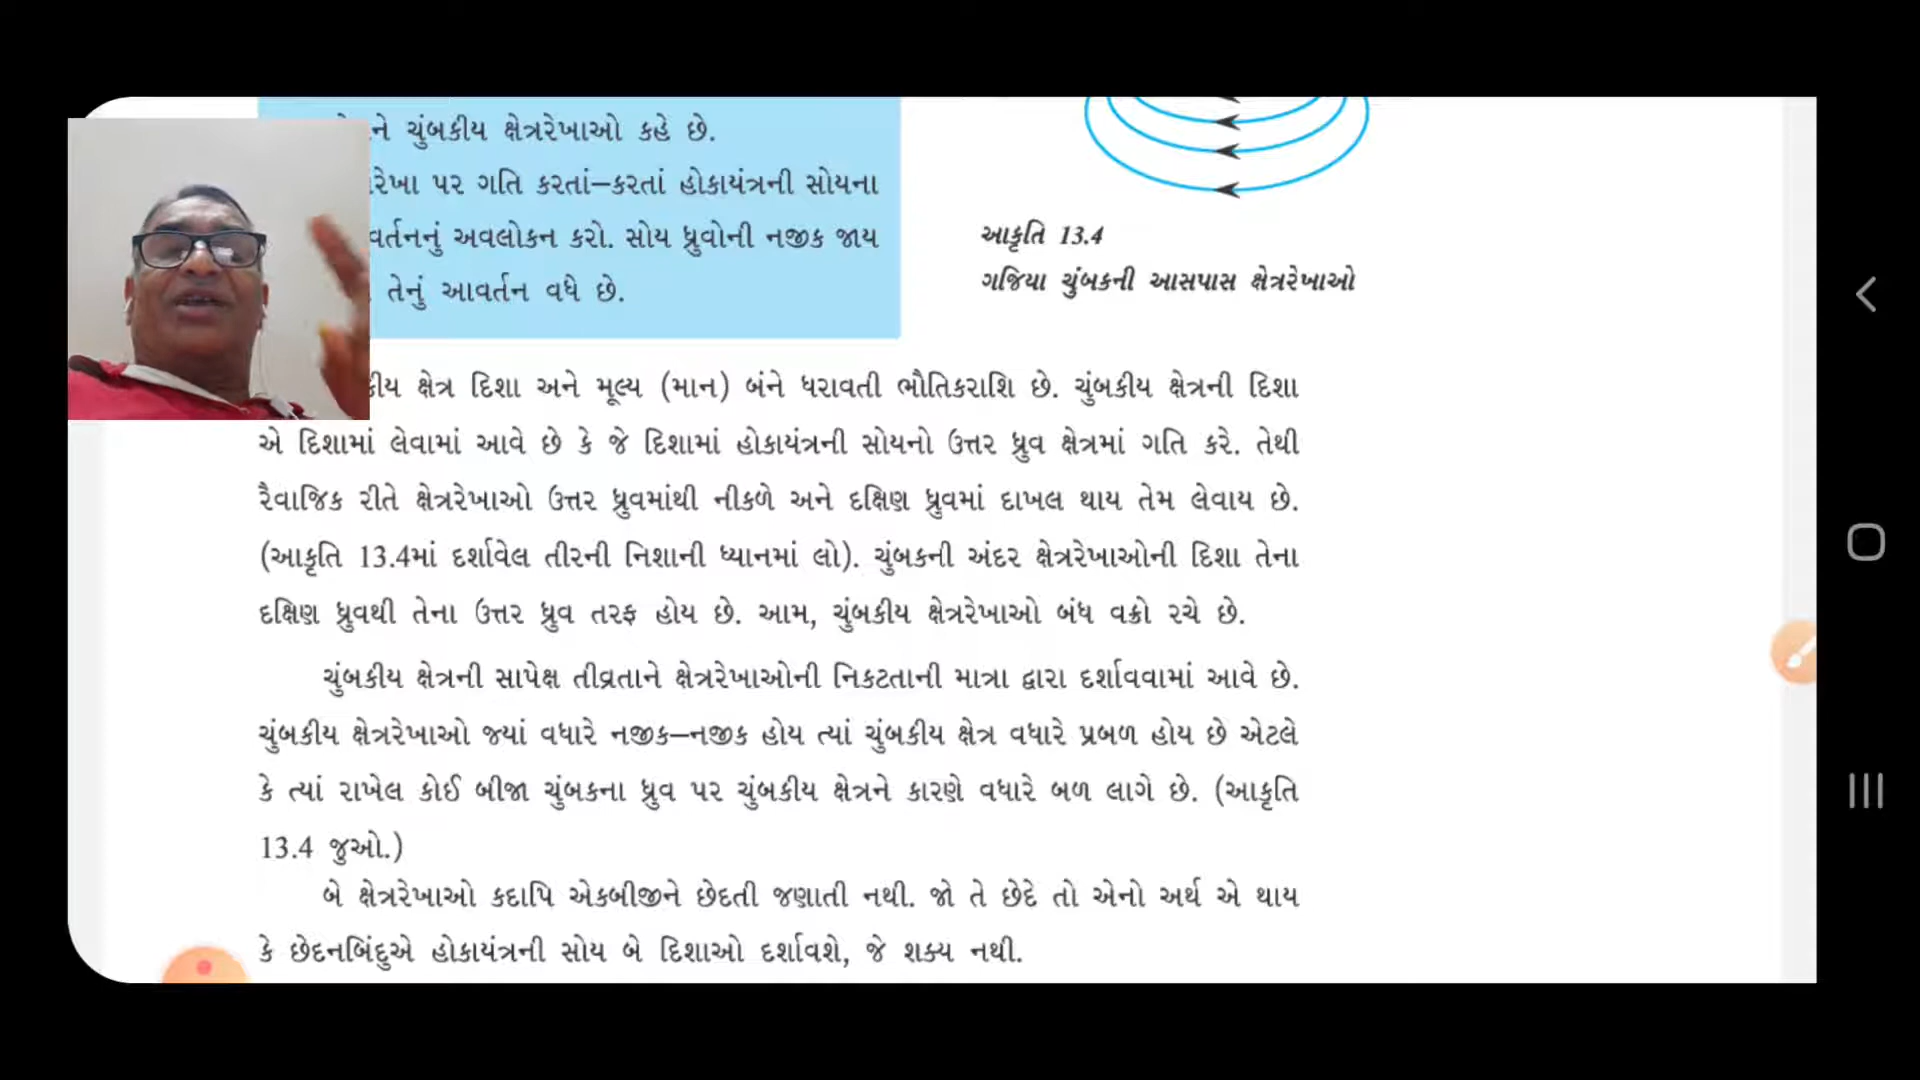 ને ચુંબકીય ક્ષેત્રરેખાઓ કહે છે.
પર ગતિ કરતાં–કરતાં હોકાયંત્રની સોયના
અવલોકન કરો. સોય ધ્રુવોની નજીક જાય
તેનું આવર્તન વધે છે.
આકૃતિ 13.4
ગજિયા ચુંબકની આસપાસ ક્ષેત્રરેખાઓ
ક્ષેત્ર દિશા અને મૂલ્ય (માન) બંને ધરાવતી ભૌતિકરાશિ છે. ચુંબકીય ક્ષેત્રની દિશા
એ દિશામાં લેવામાં આવે છે કે જે દિશામાં હોકાયંત્રની સોયનો ઉત્તર ધ્રુવ ક્ષેત્રમાં ગતિ કરે. તેથી
રૈવાજિક રીતે ક્ષેત્રરેખાઓ ઉત્તર ધ્રુવમાંથી નીકળે અને દક્ષિણ ધ્રુવમાં દાખલ થાય તેમ લેવાય છે.
(આકૃતિ 13.4માં દર્શાવેલ તીરની નિશાની ધ્યાનમાં લો). ચુંબકની અંદર ક્ષેત્રરેખાઓની દિશા તેના
દક્ષિણ ધ્રુવથી તેના ઉત્તર ધ્રુવ તરફ હોય છે. આમ, ચુંબકીય ક્ષેત્રરેખાઓ બંધ વક્રો રચે છે.
ચુંબકીય ક્ષેત્રની સાપેક્ષ તીવ્રતાને ક્ષેત્રરેખાઓની નિકટતાની માત્રા દ્વારા દર્શાવવામાં આવે છે.
ચુંબકીય ક્ષેત્રરેખાઓ જ્યાં વધારે નજીક–નજીક હોય ત્યાં ચુંબકીય ક્ષેત્ર વધારે પ્રબળ હોય છે એટલે
કે ત્યાં રાખેલ કોઈ બીજા ચુંબકના ધ્રુવ પર ચુંબકીય ક્ષેત્રને કારણે વધારે બળ લાગે છે. (આકૃતિ
13.4 જુઓ.)
બે ક્ષેત્રરેખાઓ કદાપિ એકબીજીને છેદતી જણાતી નથી. જો તે છેદે તો એનો અર્થ એ થાય
કે છેદનબિંદુએ હોકાયંત્રની સોય બે દિશાઓ દર્શાવશે, જે શક્ય નથી.